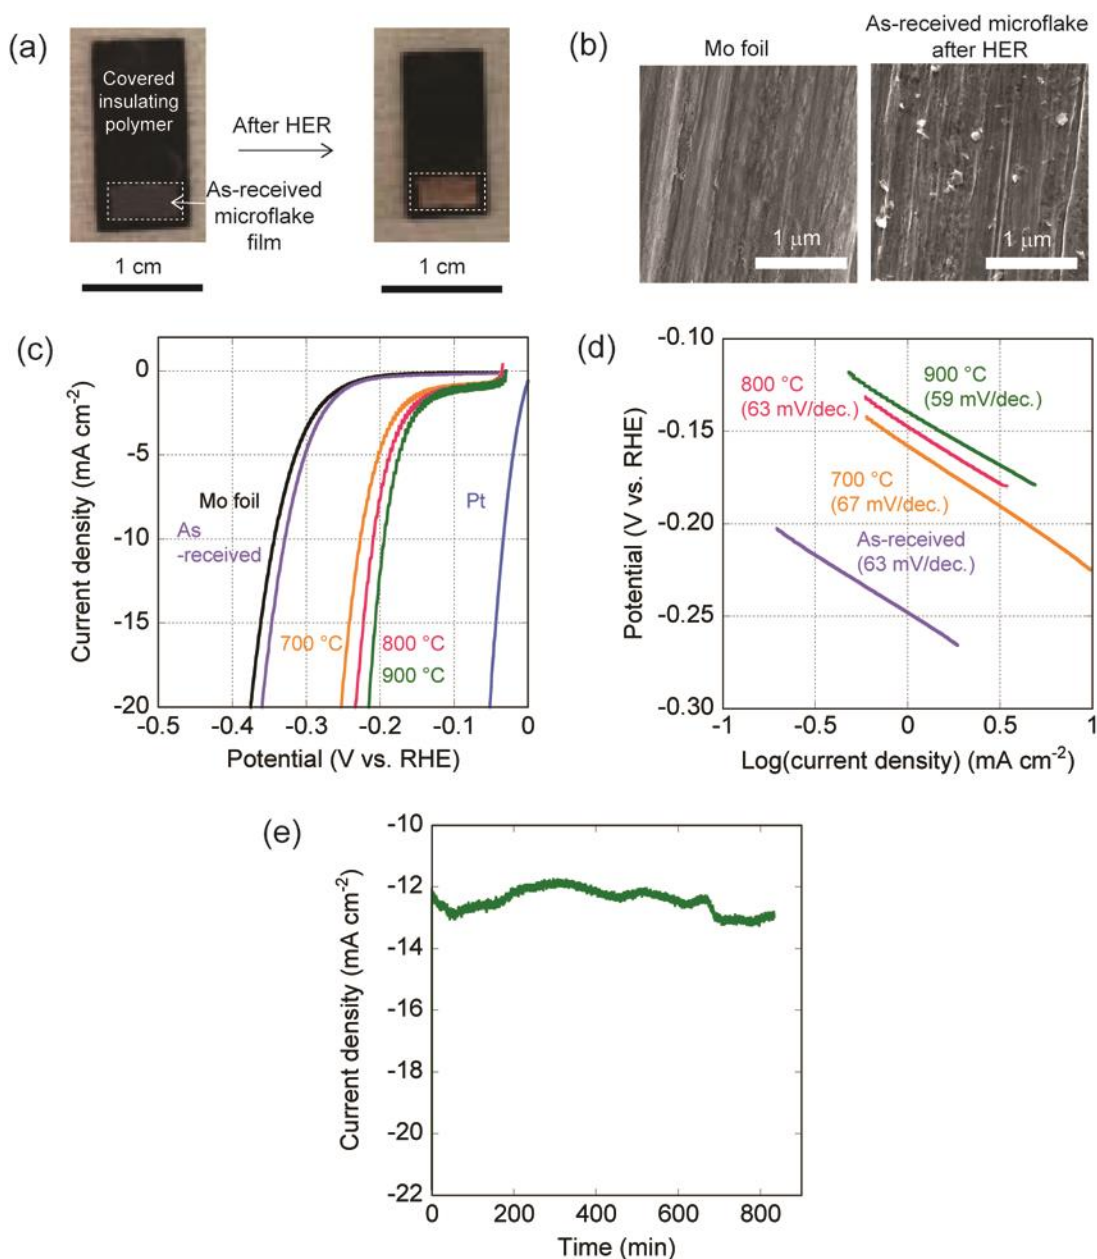 (a)
Covered
insulating
polymer
After HER
As-received
microflake
film
1 cm
1 cm
(b)
Mo foil
As-received microflake
after HER
1 μm
1 μm
(c)
Current density (mA cm-2)
0
-5
-10
-15
-20
Mo foil
As
-received
Pt
700 °C
800 °C
900 °C
-0.5
-0.4
-0.3
-0.2
-0.1
0
Potential (V vs. RHE)
(d)
Potential (V vs. RHE)
-0.10
-0.15
-0.20
-0.25
-0.30
800 °C
(63 mV/dec.)
900 °C
(59 mV/dec.)
700 °C
(67 mV/dec.)
As-received
(63 mV/dec.)
-1
-0.5
0
0.5
1
Log(current density) (mA cm-2)
(e)
Current density (mA cm-2)
-10
-12
-14
-16
-18
-20
-22
0
200
400
600
800
Time (min)